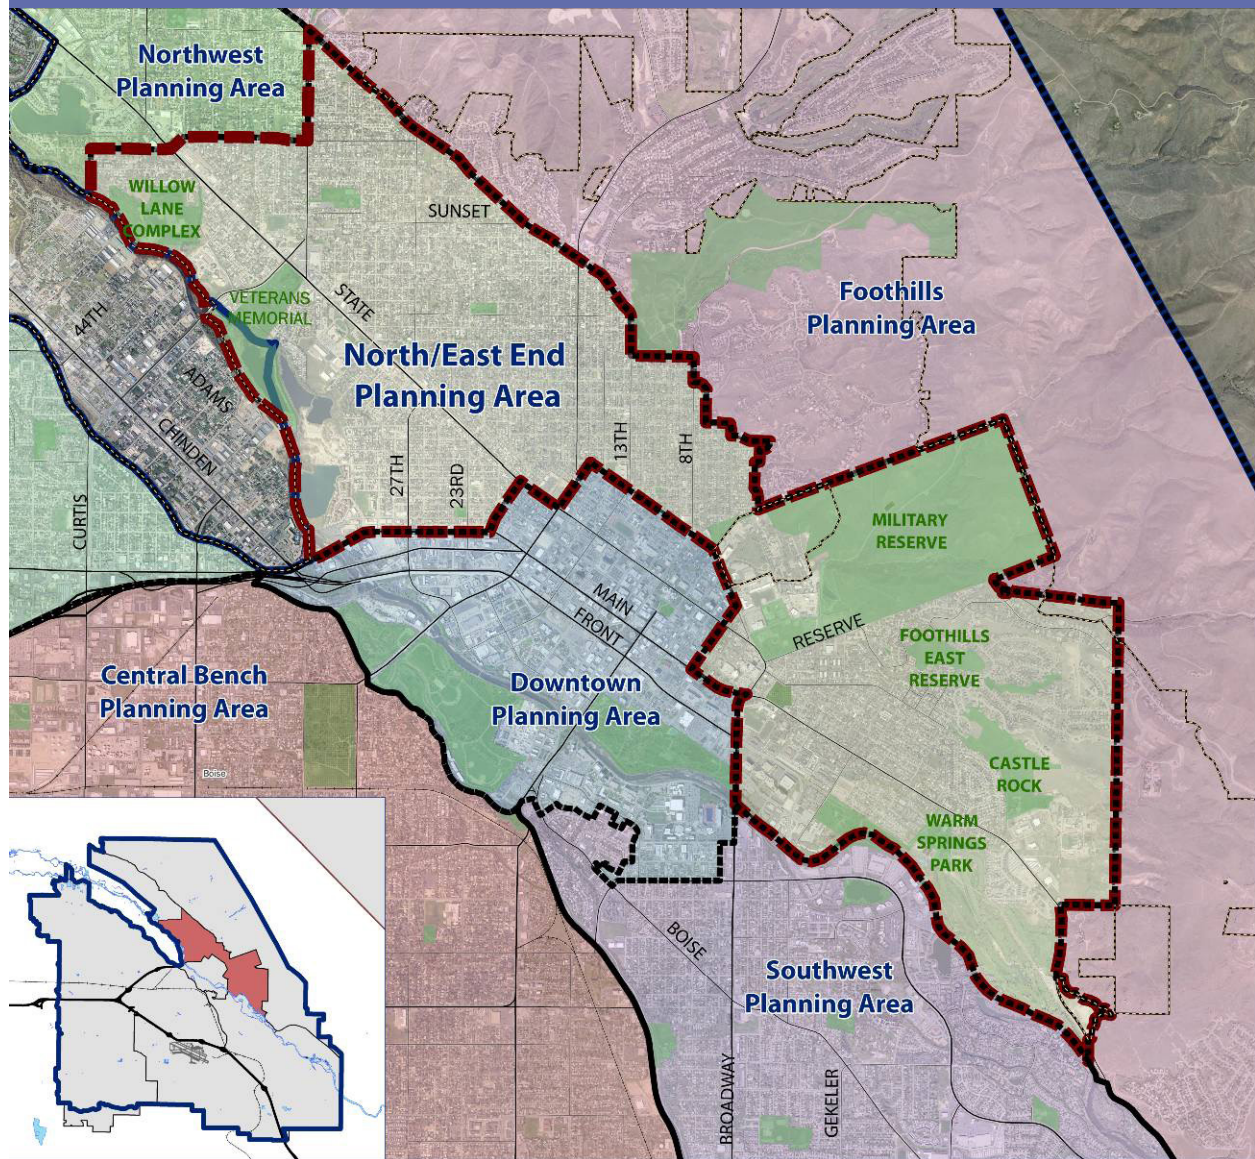 Northwest
Planning Area
WILLOW
LANE
COMPLEX
SUNSET
VETERANS
MEMORIAL
STATE
44TH
ADAMS
CHINDEN
CURTIS
North/East End
Planning Area
Foothills
Planning Area
27TH
23RD
13TH
8TH
MILITARY
RESERVE
MAIN
FRONT
RESERVE
FOOTHILLS
EAST
RESERVE
Central Bench
Planning Area
Downtown
Planning Area
Boise
CASTLE
ROCK
WARM
SPRINGS
PARK
BOISE
Southwest
Planning Area
BROADWAY
GEKELER